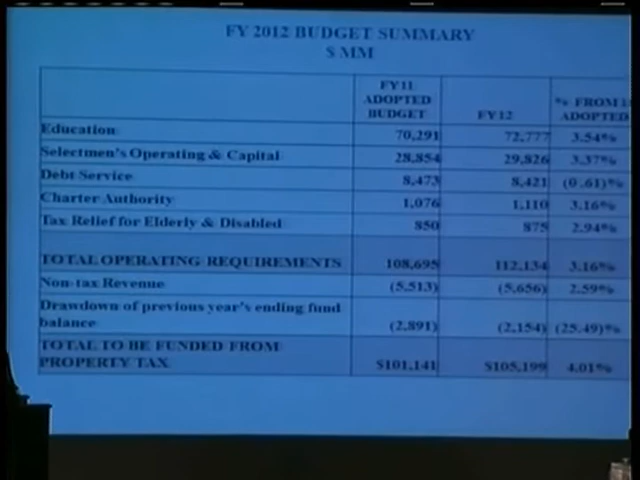 FY 2012 BUDGET SUMMARY
$ MM
FY11 ADOPTED BUDGET FY12 % FROM ADOPTED
Education 70,291 72,777 3.54%
Selectmen's Operating & Capital 28,854 29,826 3.37%
Debt Service 8,473 8,421 (0.61)%
Charter Authority 1,076 1,110 3.16%
Tax Relief for Elderly & Disabled 850 875 2.94%
TOTAL OPERATING REQUIREMENTS 108,695 112,134 3.16%
Non-tax Revenue (5,513) (5,656) 2.59%
Drawdown of previous year's ending fund
balance (2,891) (2,154) (25.49)%
TOTAL TO BE FUNDED FROM
PROPERTY TAX $101,141 $105,199 4.01%